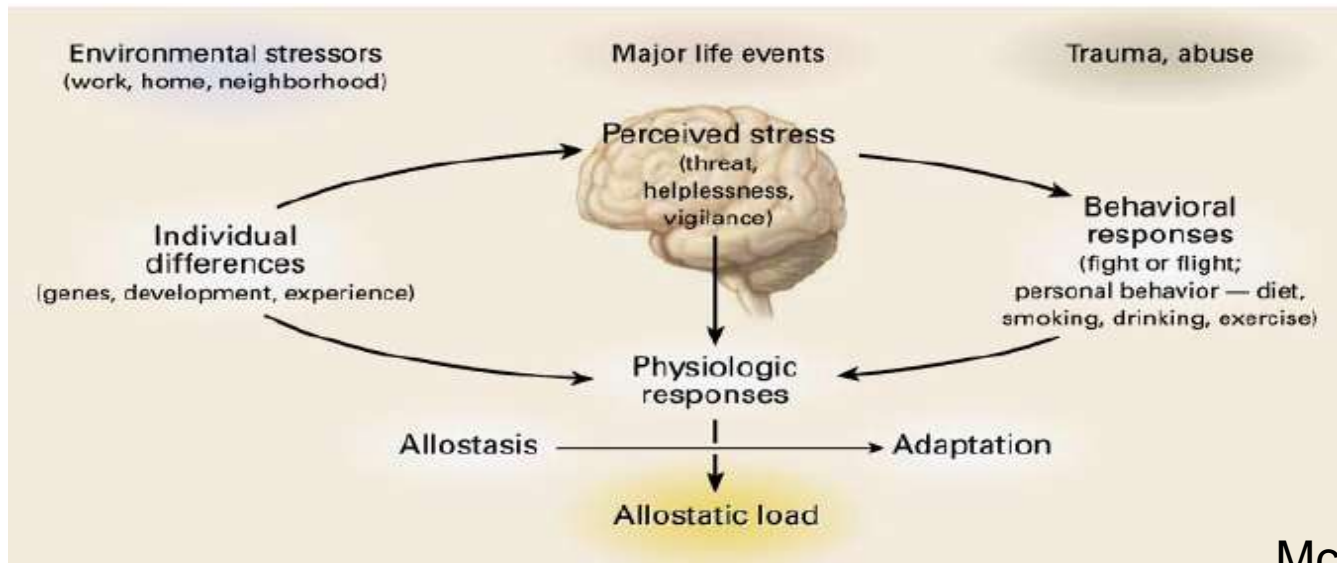 Environmental stressors
(work, home, neighborhood)
Major life events
Trauma, abuse
Perceived stress
(threat,
helplessness,
vigilance)
Individual
differences
(genes, development, experience)
Behavioral
responses
(fight or flight;
personal behavior — diet,
smoking, drinking, exercise)
Physiologic
responses
Allostasis
Adaptation
Allostatic load